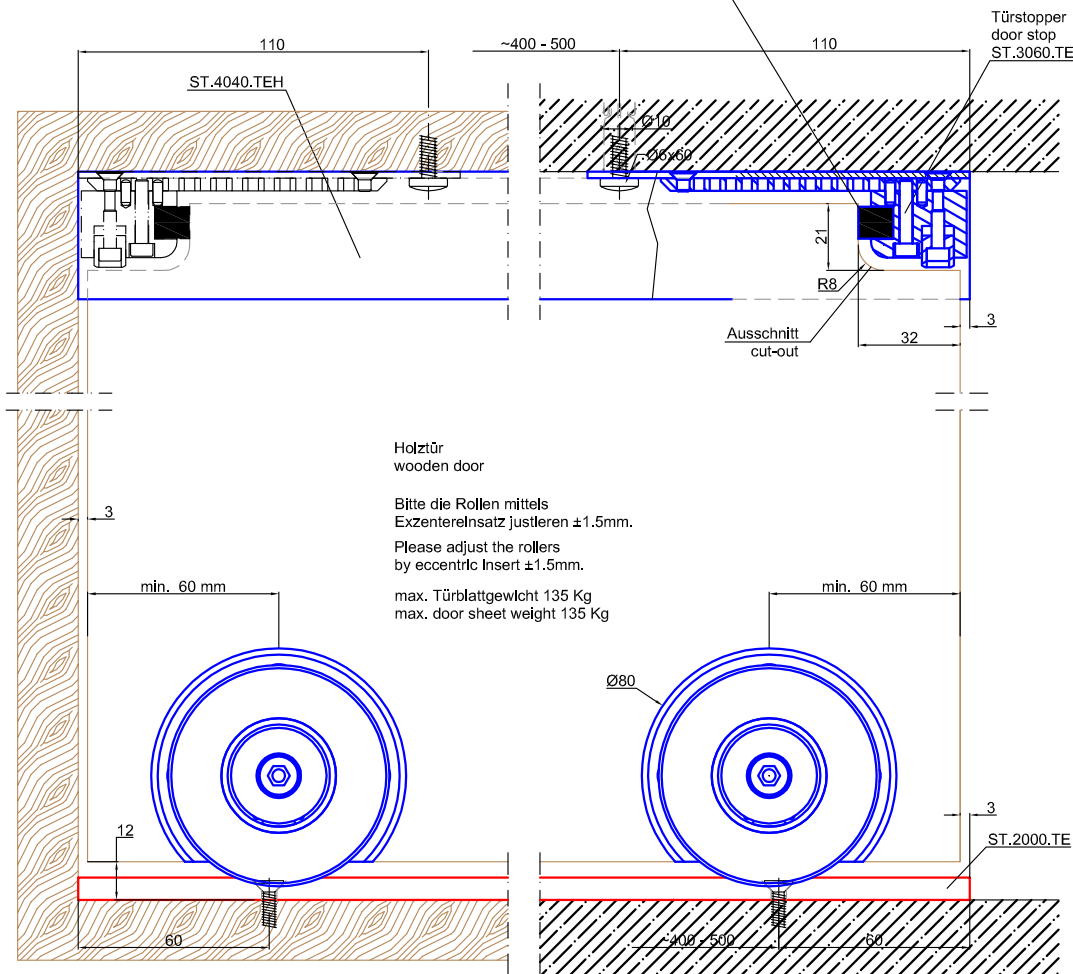 Türstopper
door stop
ST.3060.TE
110
~400 - 500
110
ST.4040.TEH
Ø10
Ø6x60
21
R8
3
32
Ausschnitt
cut-out
Holztür
wooden door
Bitte die Rollen mittels
Exzentereinsatz justieren ±1.5mm.
Please adjust the rollers
by eccentric insert ±1.5mm.
max. Türblattgewicht 135 Kg
max. door sheet weight 135 Kg
3
min. 60 mm
min. 60 mm
Ø80
12
3
ST.2000.TE
60
~400 - 500
60